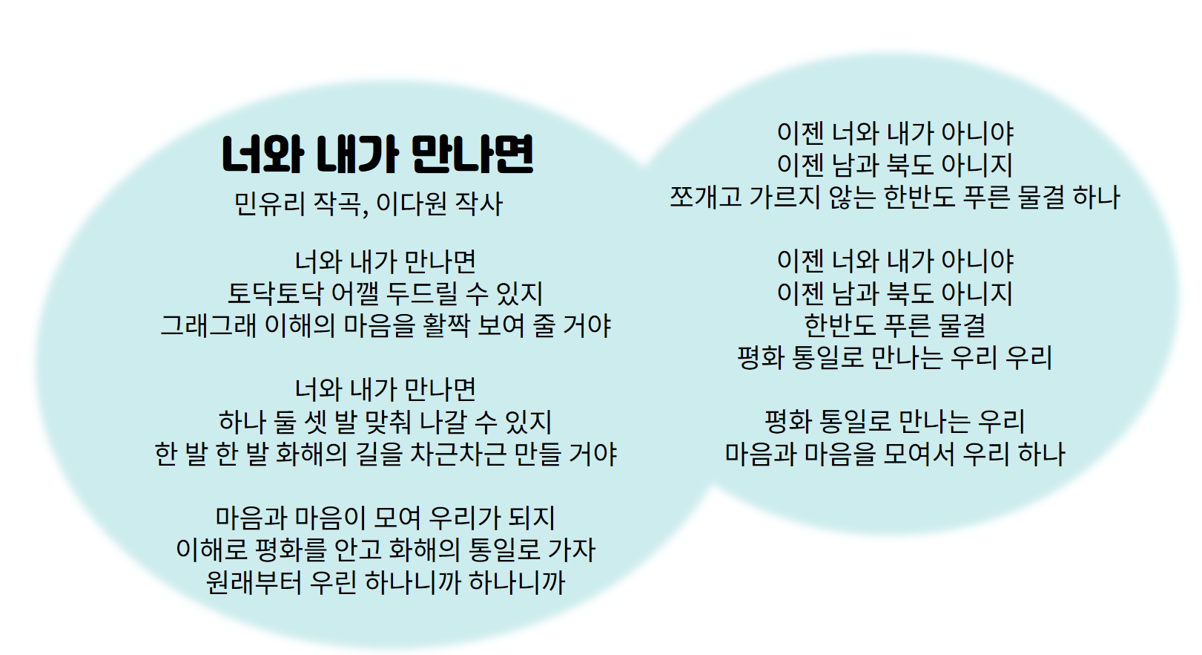 너와 내가 만나면
민유리 작곡, 이다원 작사
너와 내가 만나면
토닥토닥 어깰 두드릴 수 있지
그래그래 이해의 마음을 활짝 보여 줄 거야
너와 내가 만나면
하나 둘 셋 발 맞춰 나갈 수 있지
한 발 한 발 화해의 길을 차근차근 만들 거야
마음과 마음이 모여 우리가 되지
이해로 평화를 안고 화해의 통일로 가자
원래부터 우린 하나니까 하나니까
이젠 너와 내가 아니야
이젠 남과 북도 아니지
쪼개고 가르지 않는 한반도 푸른 물결 하나
이젠 너와 내가 아니야
이젠 남과 북도 아니지
한반도 푸른 물결
평화 통일로 만나는 우리 우리
평화 통일로 만나는 우리
마음과 마음을 모여서 우리 하나